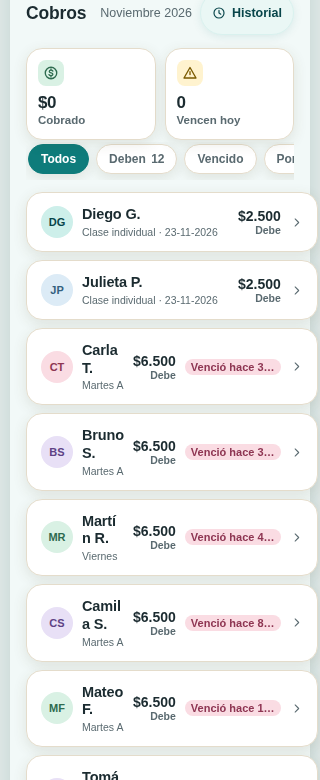 Cobros Noviembre 2026 Historial
$0 0
Cobrado Vencen hoy
Todos Deben 12 Vencido Por
DG Diego G. $2.500
Clase individual · 23-11-2026 Debe
JP Julieta P. $2.500
Clase individual · 23-11-2026 Debe
Carla
CT T. $6.500 Venció hace 3…
Martes A Debe
Bruno
BS S. $6.500 Venció hace 3…
Martes A Debe
Martí
MR n R. $6.500 Venció hace 4…
Viernes Debe
Camil
CS a S. $6.500 Venció hace 8…
Martes A Debe
Mateo
MF F. $6.500 Venció hace 1…
Martes A Debe
Tomá